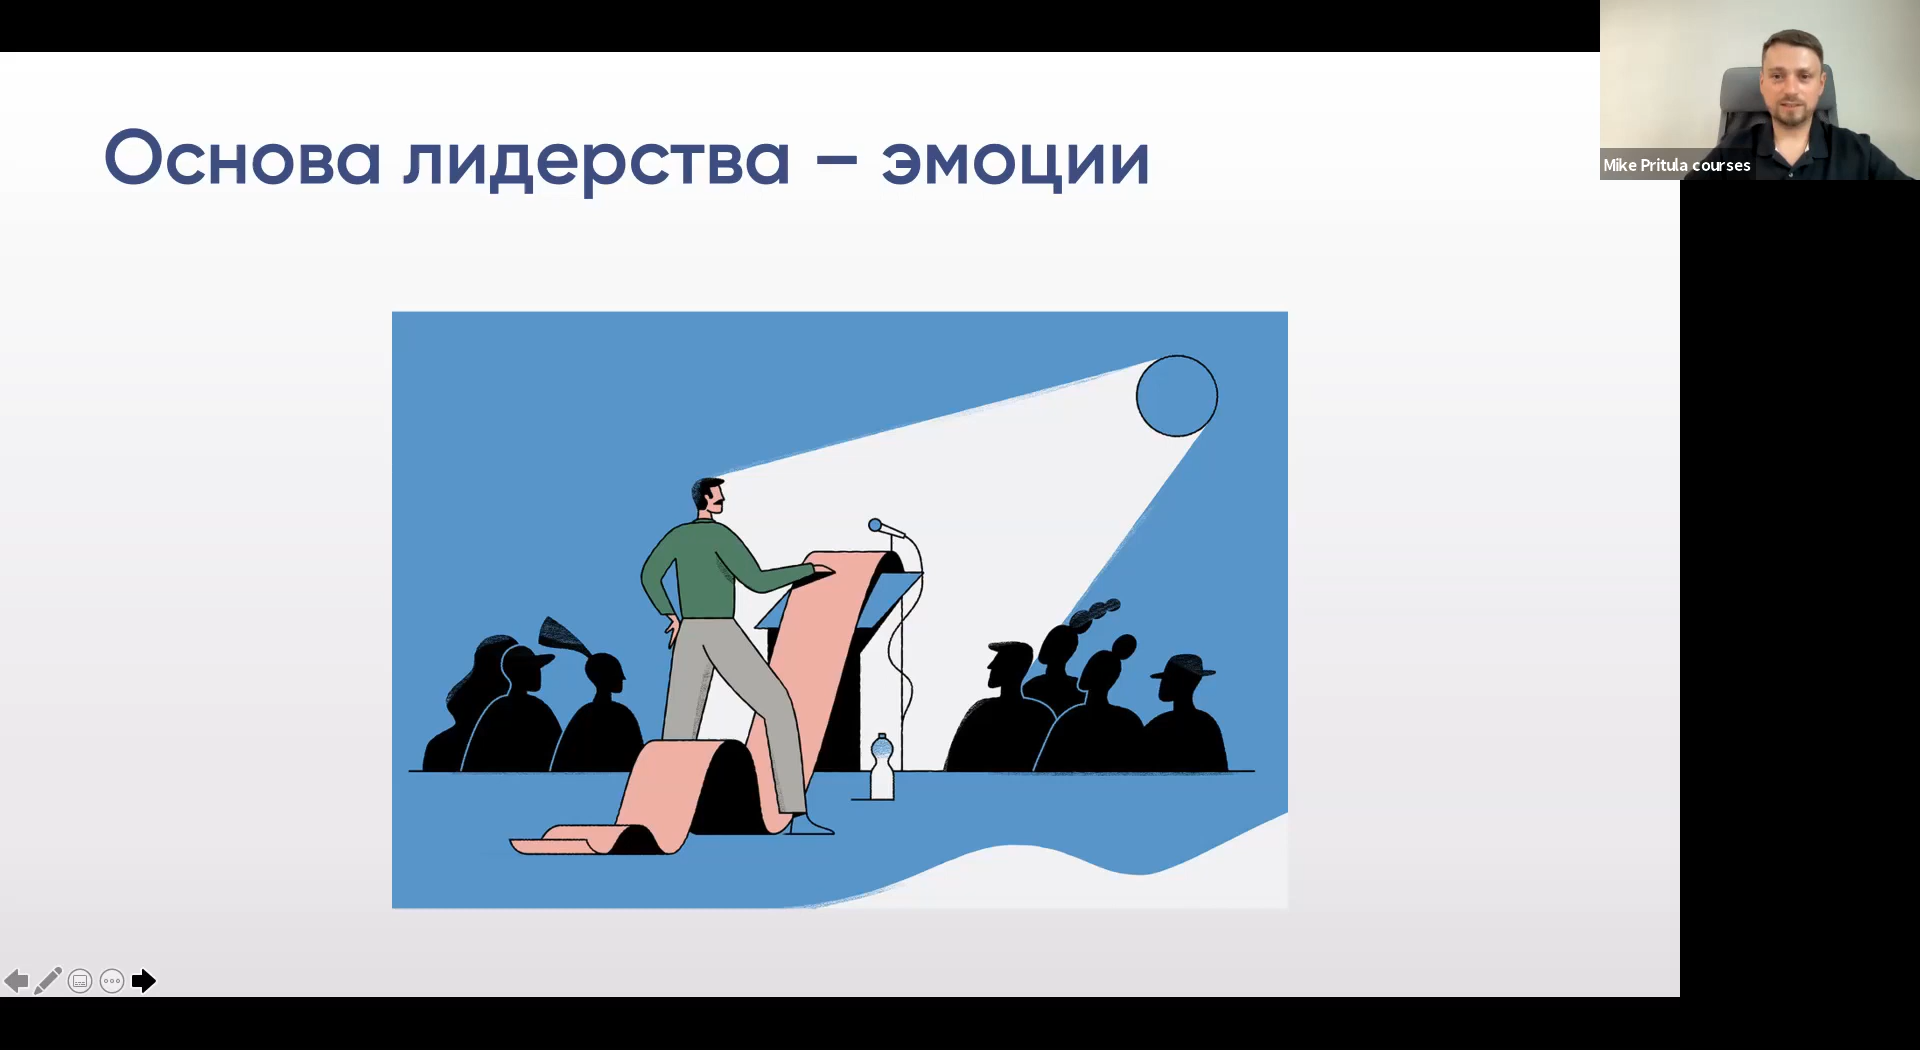 Основа лидерства – эмоции
Mike Pritula courses